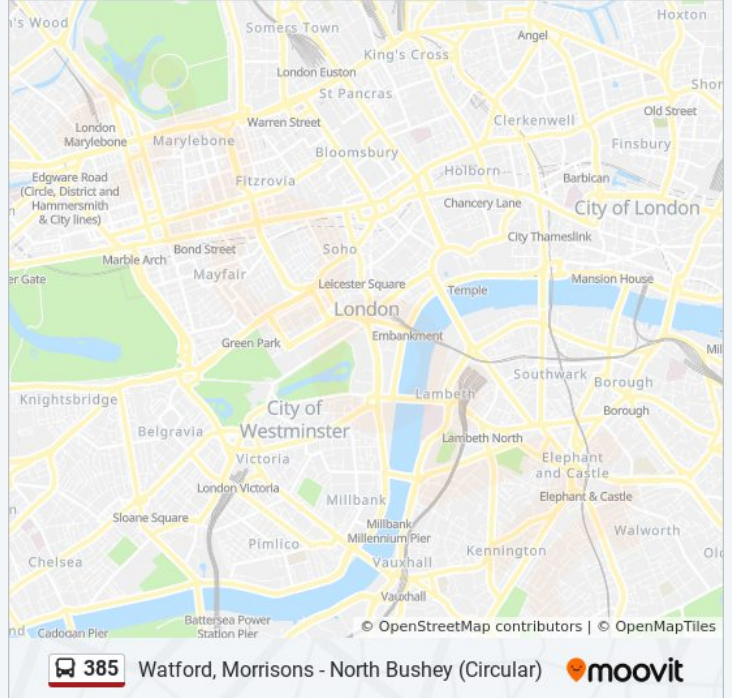 's Wood
Somers Town
Hoxton
Angel
King's Cross
London Euston
St Pancras
Shor
Old Street
Warren Street
Clerkenwell
London
Marylebone
Marylebone
Finsbury
Bloomsbury
Holborn
Edgware Road
(Circle, District and
Hammersmith
& City lines)
Fitzrovia
Barbican
Chancery Lane
City of London
City Thameslink
Soho
Bond Street
Marble Arch
Mayfair
er Gate
Leicester Square
Temple
Mansion House
London
Embankment
Green Park
Mil
Southwark
Borough
Knightsbridge
Lambeth
City of
Westminster
Borough
Belgravia
Lambeth North
Victoria
Elephant
and Castle
London Victoria
Millbank
Elephant & Castle
n
Sloane Square
Millbank
Millennium Pier
Walworth
Pimlico
Kennington
Old
Chelsea
Vauxhall
Vauxhall
nd
Cadogan Pier
Battersea Power
Station Pier
© OpenStreetMap contributors | © OpenMapTiles
385 Watford, Morrisons - North Bushey (Circular) moovit